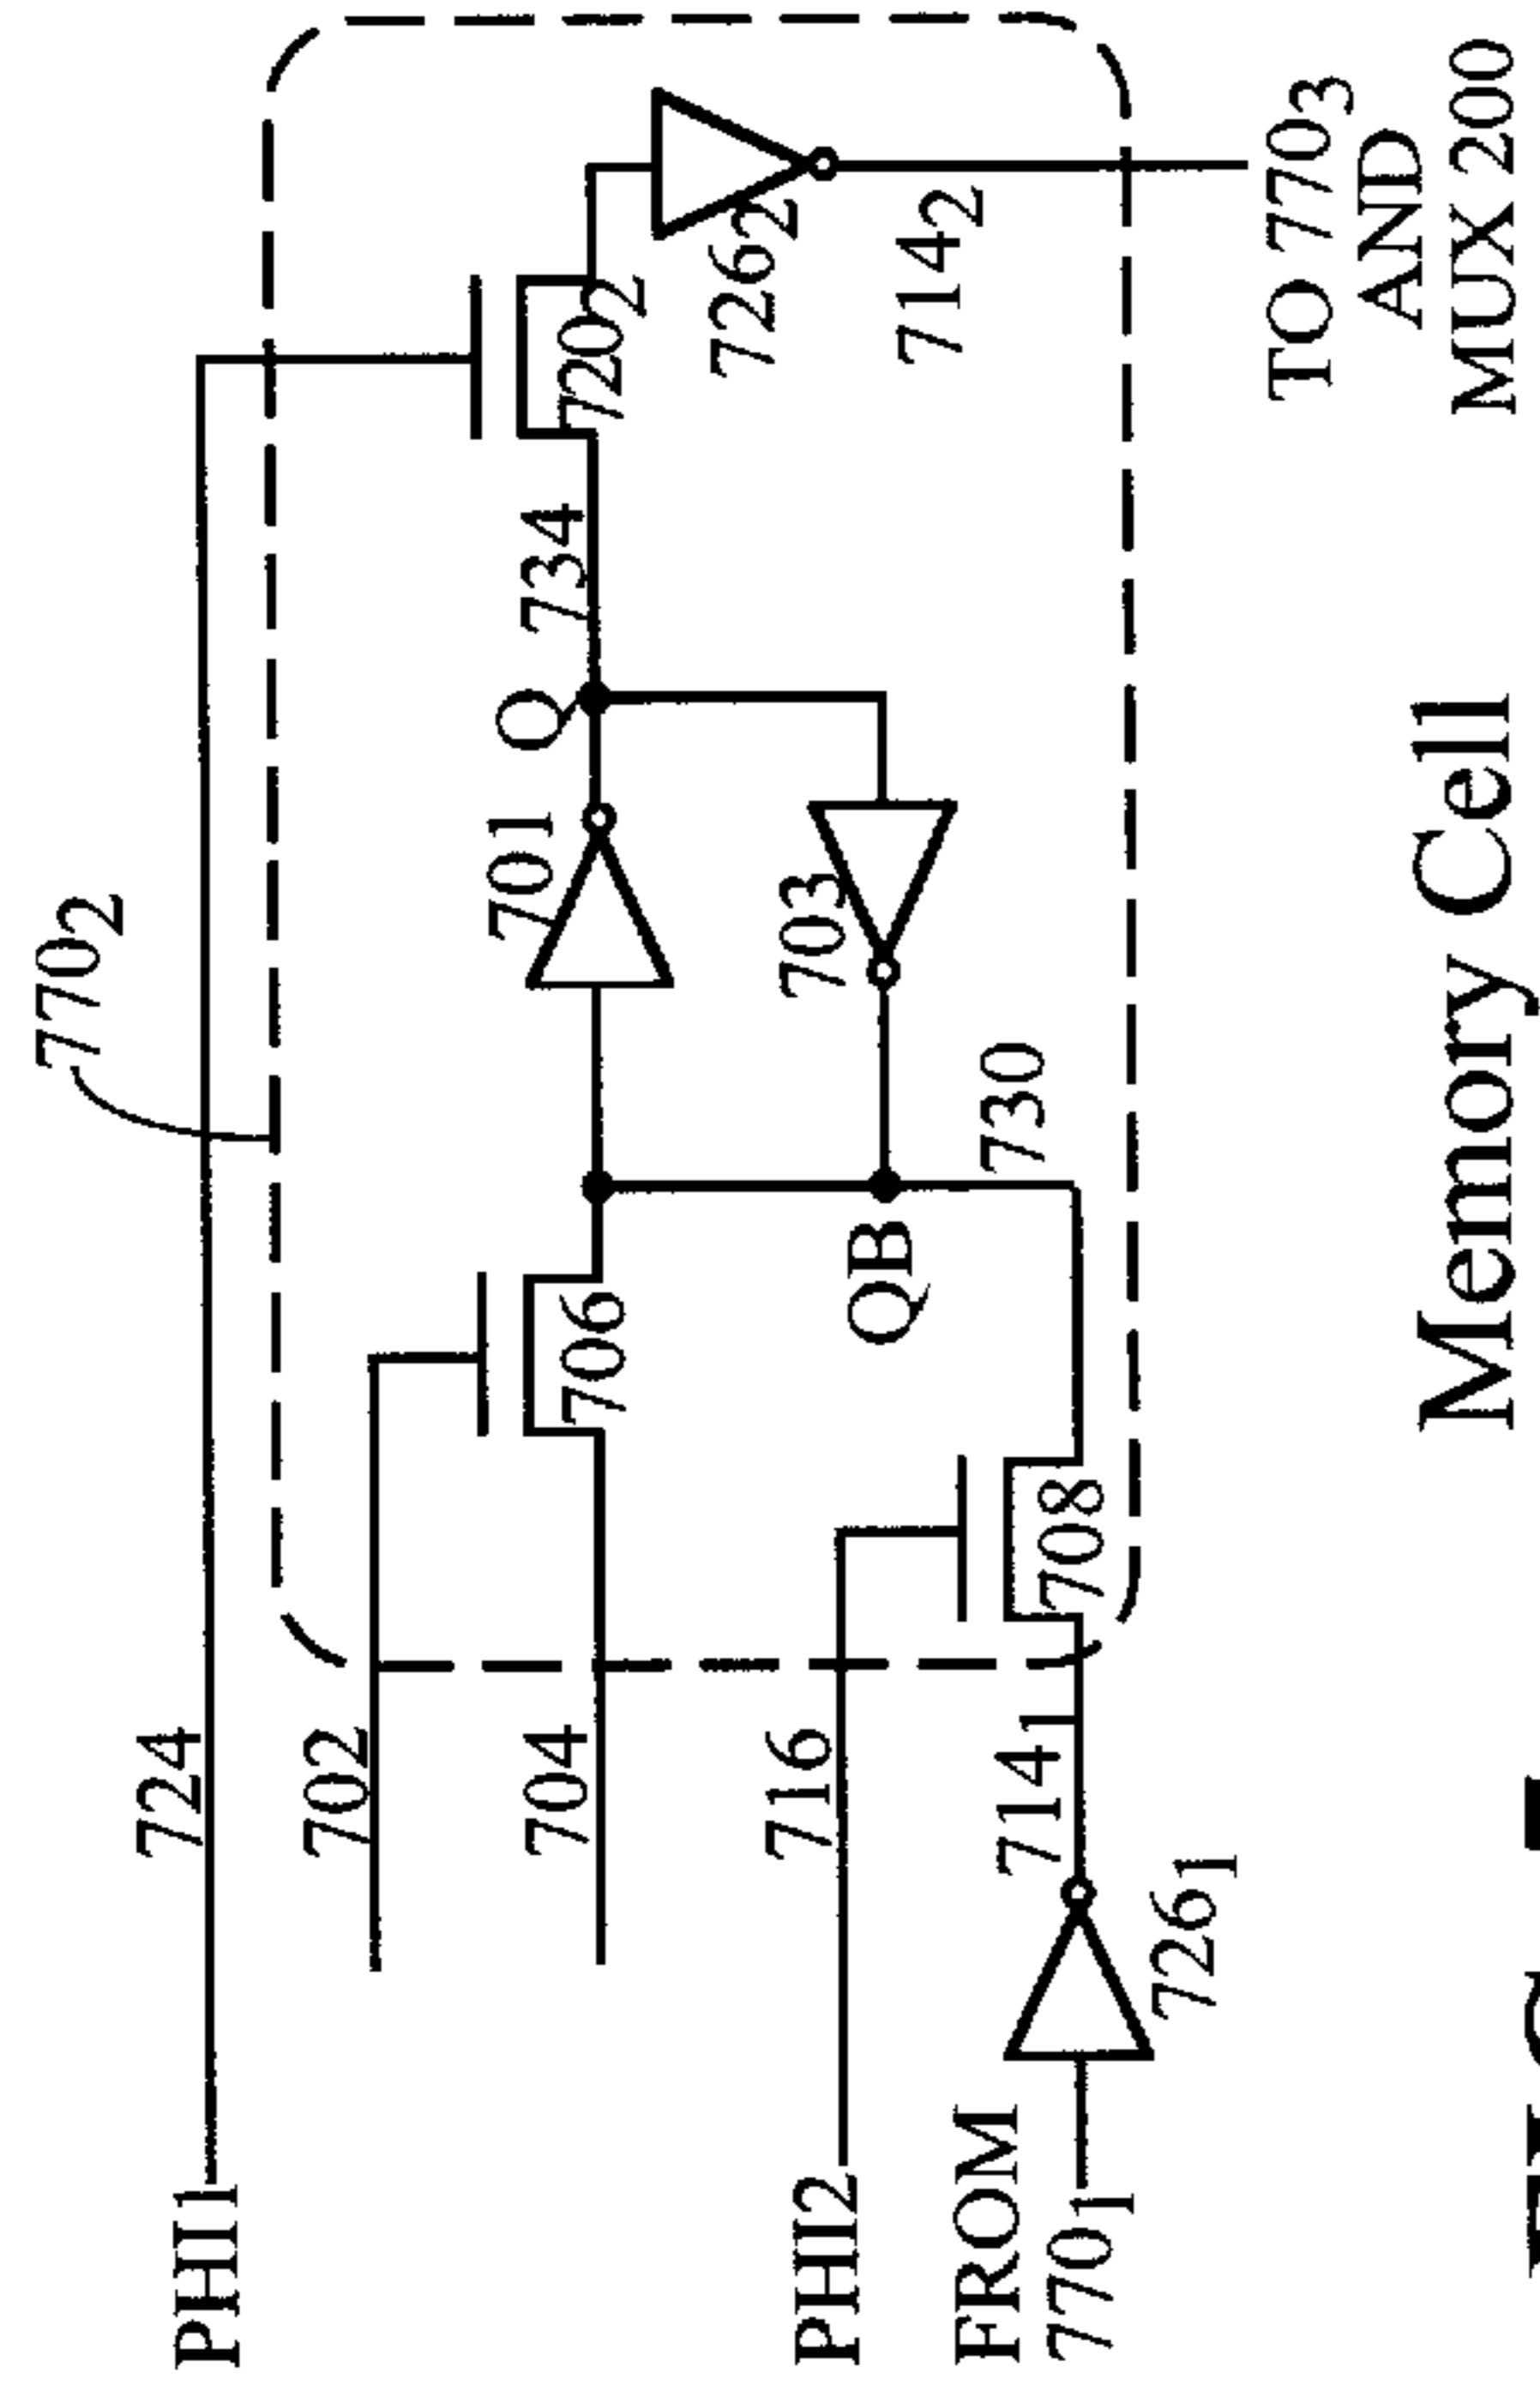 770₂
724
PHI1
702
704
706
701
Q
734
720₂
726₂
714₂
703
QB
730
716
PHI2
708
714₁
726₁
FROM
770₁
TO 770₃
AND
MUX 200
Memory Cell